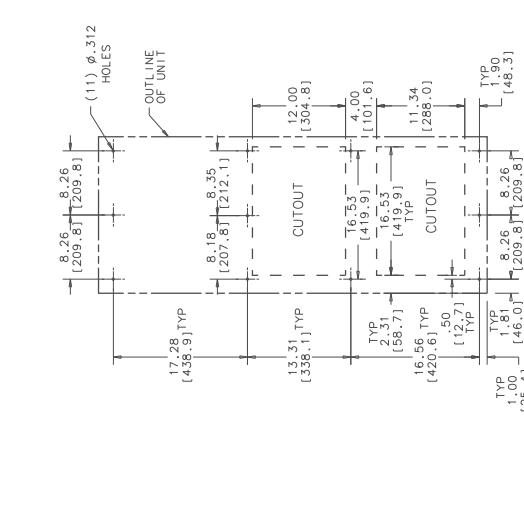 (11) ø.312
HOLES
OUTLINE
OF UNIT
12.00
[304.8]
4.00
[101.6]
11.34
[288.0]
TYP
1.90
[48.3]
8.26
[209.8]
8.26
[209.8]
8.35
[212.1]
8.18
[207.8]
CUTOUT
16.53
[419.9]
16.53
[419.9]
TYP
CUTOUT
8.26
[209.8]
8.26
[209.8]
17.28
[438.9] TYP
13.31
[338.1]
TYP
2.31
[58.7]
16.56 TYP
[420.6]
.50
[12.7]
TYP
TYP
1.81
[46.0]
TYP
1.00